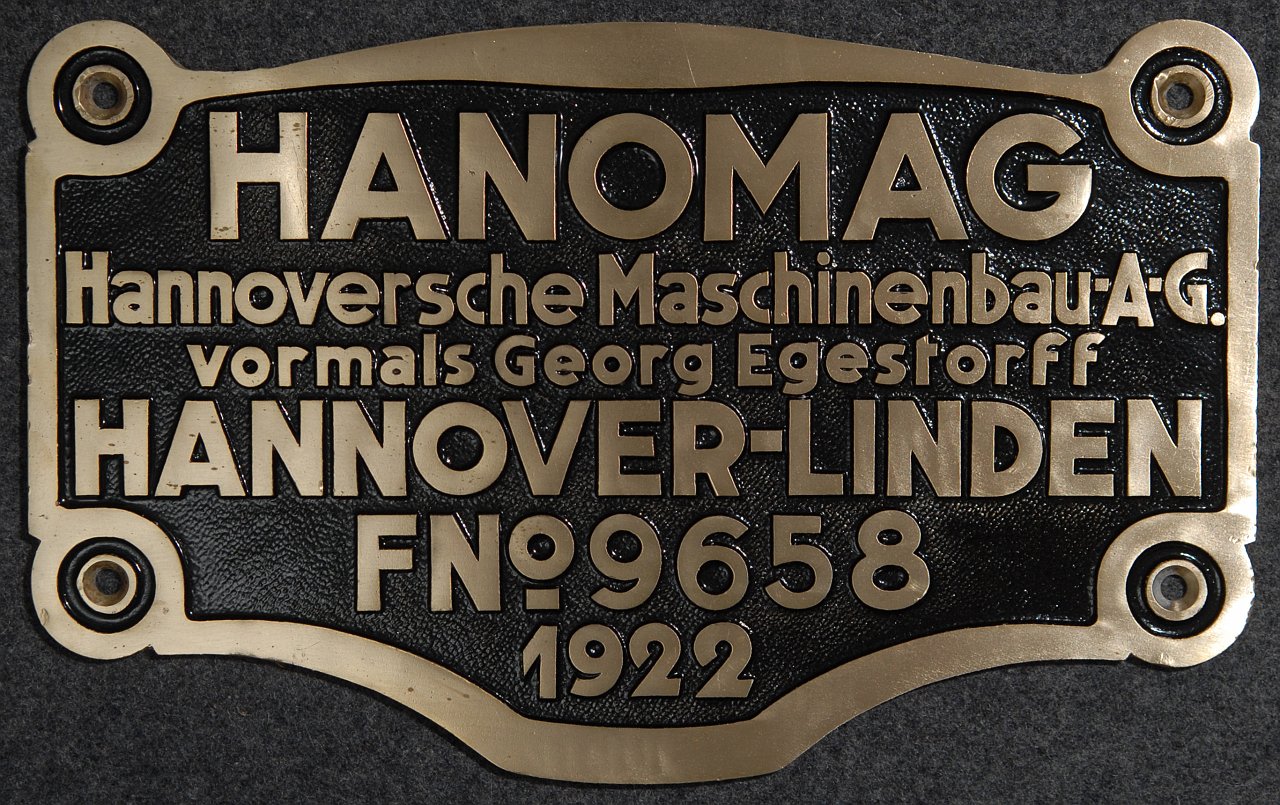 HANOMAG
Hannoversche Maschinenbau-A-G.
vormals Georg Egestorff
HANNOVER-LINDEN
FNº 9658
1922